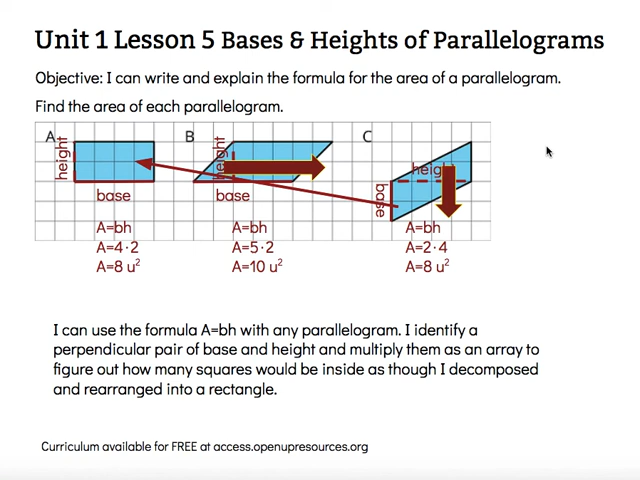 Unit 1 Lesson 5 Bases & Heights of Parallelograms
Objective: I can write and explain the formula for the area of a parallelogram.
Find the area of each parallelogram.
A
height
base
A=bh
A=4·2
A=8 u²
B
height
base
A=bh
A=5·2
A=10 u²
C
height
base
A=bh
A=2·4
A=8 u²
I can use the formula A=bh with any parallelogram. I identify a
perpendicular pair of base and height and multiply them as an array to
figure out how many squares would be inside as though I decomposed
and rearranged into a rectangle.
Curriculum available for FREE at access.openupresources.org